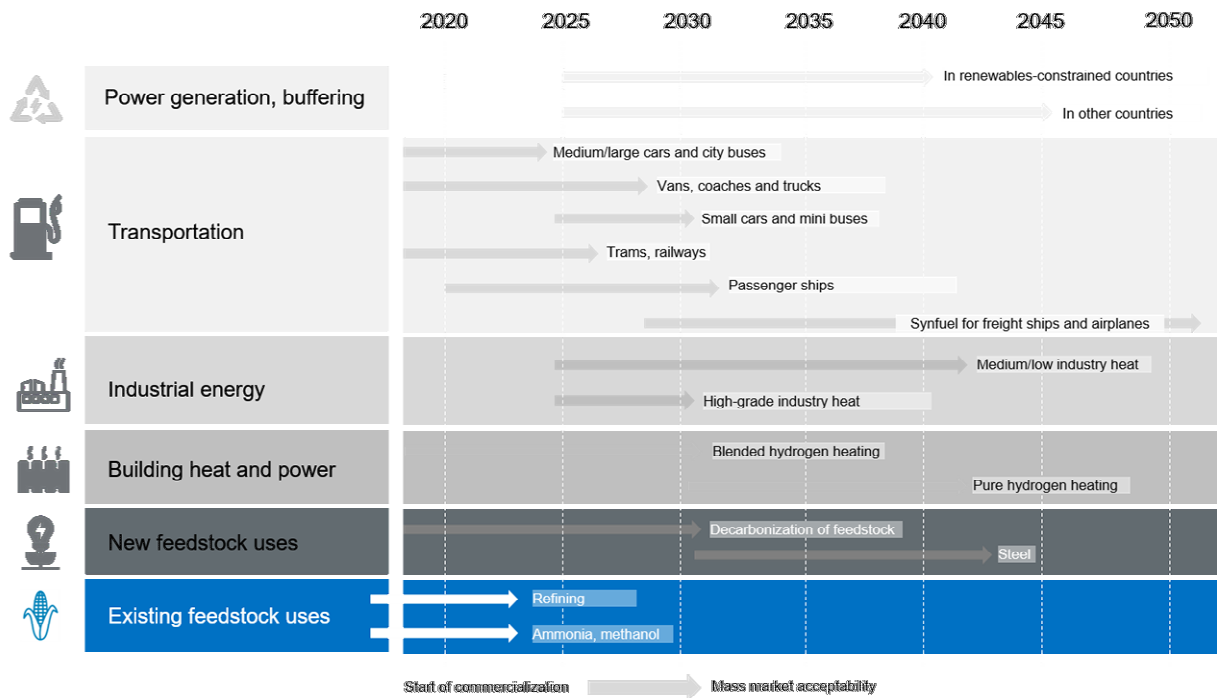 2020 2025 2030 2035 2040 2045 2050
In renewables-constrained countries
Power generation, buffering
In other countries
Medium/large cars and city buses
Vans, coaches and trucks
Small cars and mini buses
Transportation
Trams, railways
Passenger ships
Synfuel for freight ships and airplanes
Medium/low industry heat
Industrial energy
High-grade industry heat
Blended hydrogen heating
Building heat and power
Pure hydrogen heating
Decarbonization of feedstock
New feedstock uses
Steel
Refining
Existing feedstock uses
Ammonia, methanol
Start of commercialization Mass market acceptability